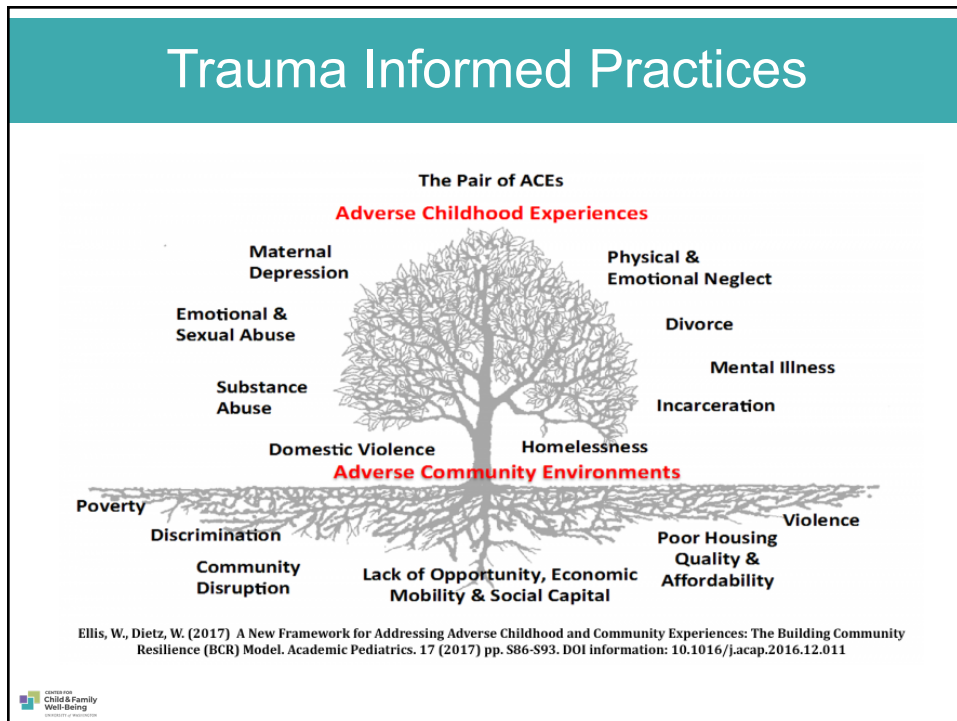 Trauma Informed Practices
The Pair of ACEs
Adverse Childhood Experiences
Maternal
Depression
Physical &
Emotional Neglect
Emotional &
Sexual Abuse
Divorce
Mental Illness
Substance
Abuse
Incarceration
Domestic Violence
Homelessness
Adverse Community Environments
Poverty
Violence
Discrimination
Poor Housing
Quality &
Affordability
Community
Disruption
Lack of Opportunity, Economic
Mobility & Social Capital
Ellis, W., Dietz, W. (2017) A New Framework for Addressing Adverse Childhood and Community Experiences: The Building Community
Resilience (BCR) Model. Academic Pediatrics. 17 (2017) pp. S86-S93. DOI information: 10.1016/j.acap.2016.12.011
CENTER FOR
Child & Family
Well-Being
UNIVERSITY of WASHINGTON